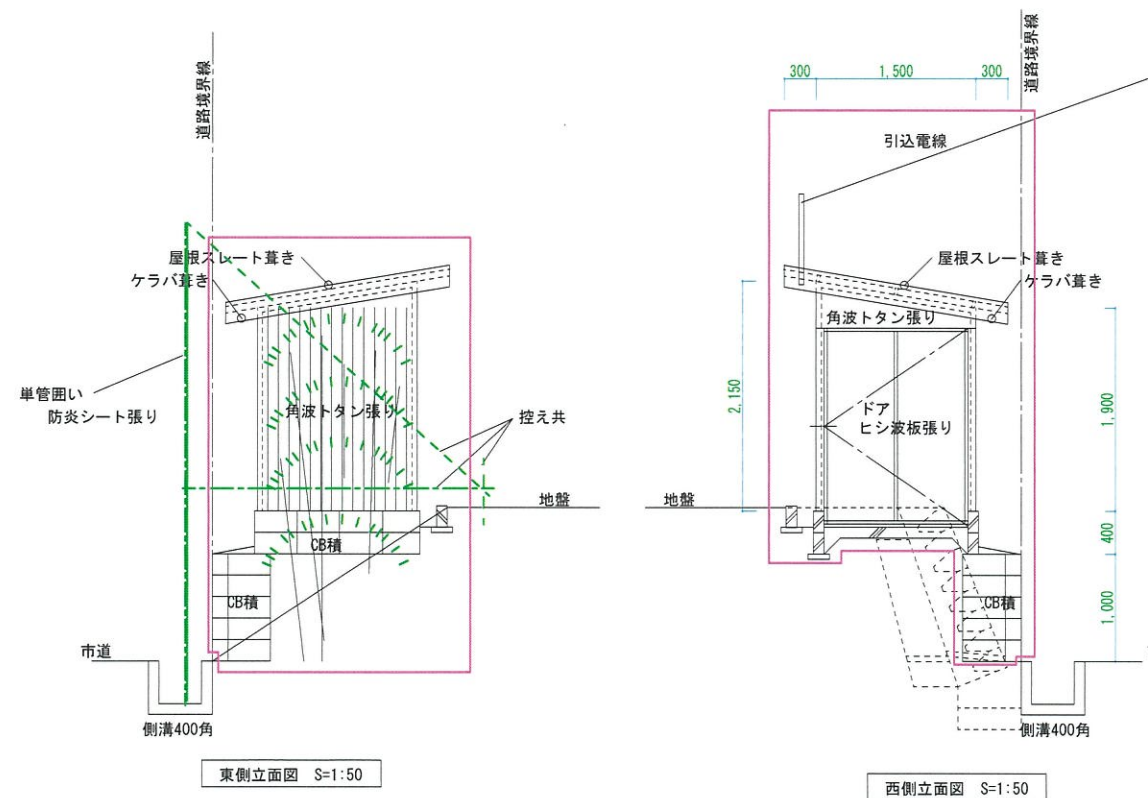 道路境界線
屋根スレート葺き
ケラバ葺き
単管囲い
防炎シート張り
角波トタン張り
控え共
地盤
CB積
CB積
市道
側溝400角
東側立面図 S=1:50
道路境界線
300
1,500
300
引込電線
屋根スレート葺き
ケラバ葺き
角波トタン張り
2,150
ドア
ヒシ波板張り
1,900
地盤
400
CB積
1,000
側溝400角
西側立面図 S=1:50